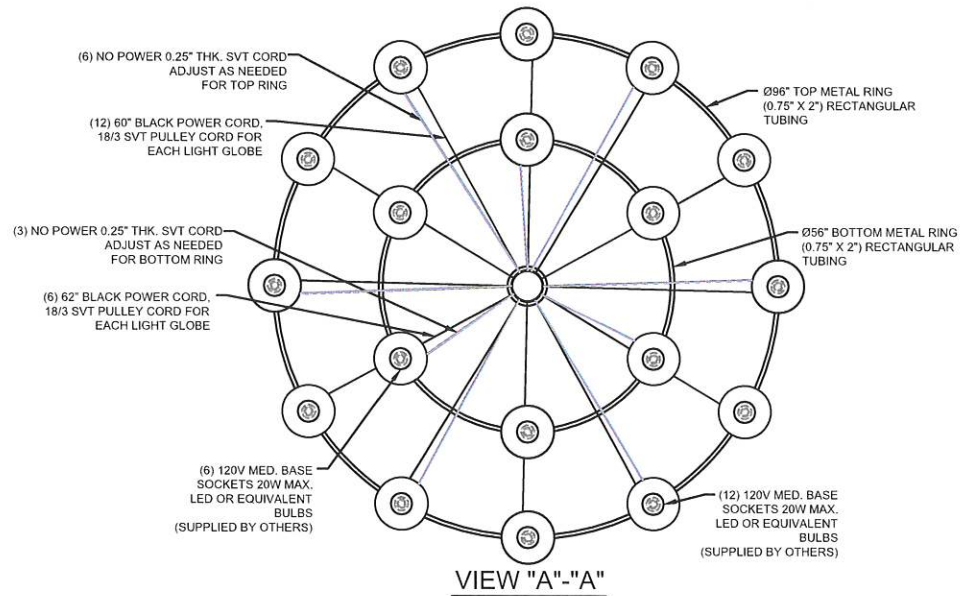 (6) NO POWER 0.25" THK. SVT CORD
ADJUST AS NEEDED
FOR TOP RING
(12) 60" BLACK POWER CORD,
18/3 SVT PULLEY CORD FOR
EACH LIGHT GLOBE
(3) NO POWER 0.25" THK. SVT CORD
ADJUST AS NEEDED
FOR BOTTOM RING
(6) 62" BLACK POWER CORD,
18/3 SVT PULLEY CORD FOR
EACH LIGHT GLOBE
(6) 120V MED. BASE
SOCKETS 20W MAX.
LED OR EQUIVALENT
BULBS
(SUPPLIED BY OTHERS)
Ø96" TOP METAL RING
(0.75" X 2") RECTANGULAR
TUBING
Ø56" BOTTOM METAL RING
(0.75" X 2") RECTANGULAR
TUBING
(12) 120V MED. BASE
SOCKETS 20W MAX.
LED OR EQUIVALENT
BULBS
(SUPPLIED BY OTHERS)
VIEW "A"-"A"